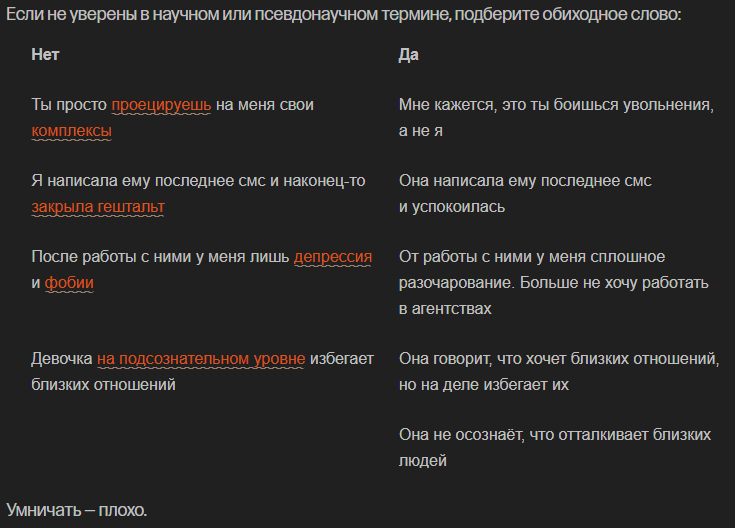 Если не уверены в научном или псевдонаучном термине, подберите обиходное слово:
Нет
Да
Ты просто проецируешь на меня свои
комплексы
Мне кажется, это ты боишься увольнения,
а не я
Я написала ему последнее смс и наконец-то
закрыла гештальт
Она написала ему последнее смс
и успокоилась
После работы с ними у меня лишь депрессия
и фобии
От работы с ними у меня сплошное
разочарование. Больше не хочу работать
в агентствах
Девочка на подсознательном уровне избегает
близких отношений
Она говорит, что хочет близких отношений,
но на деле избегает их
Она не осознаёт, что отталкивает близких
людей
Умничать – плохо.